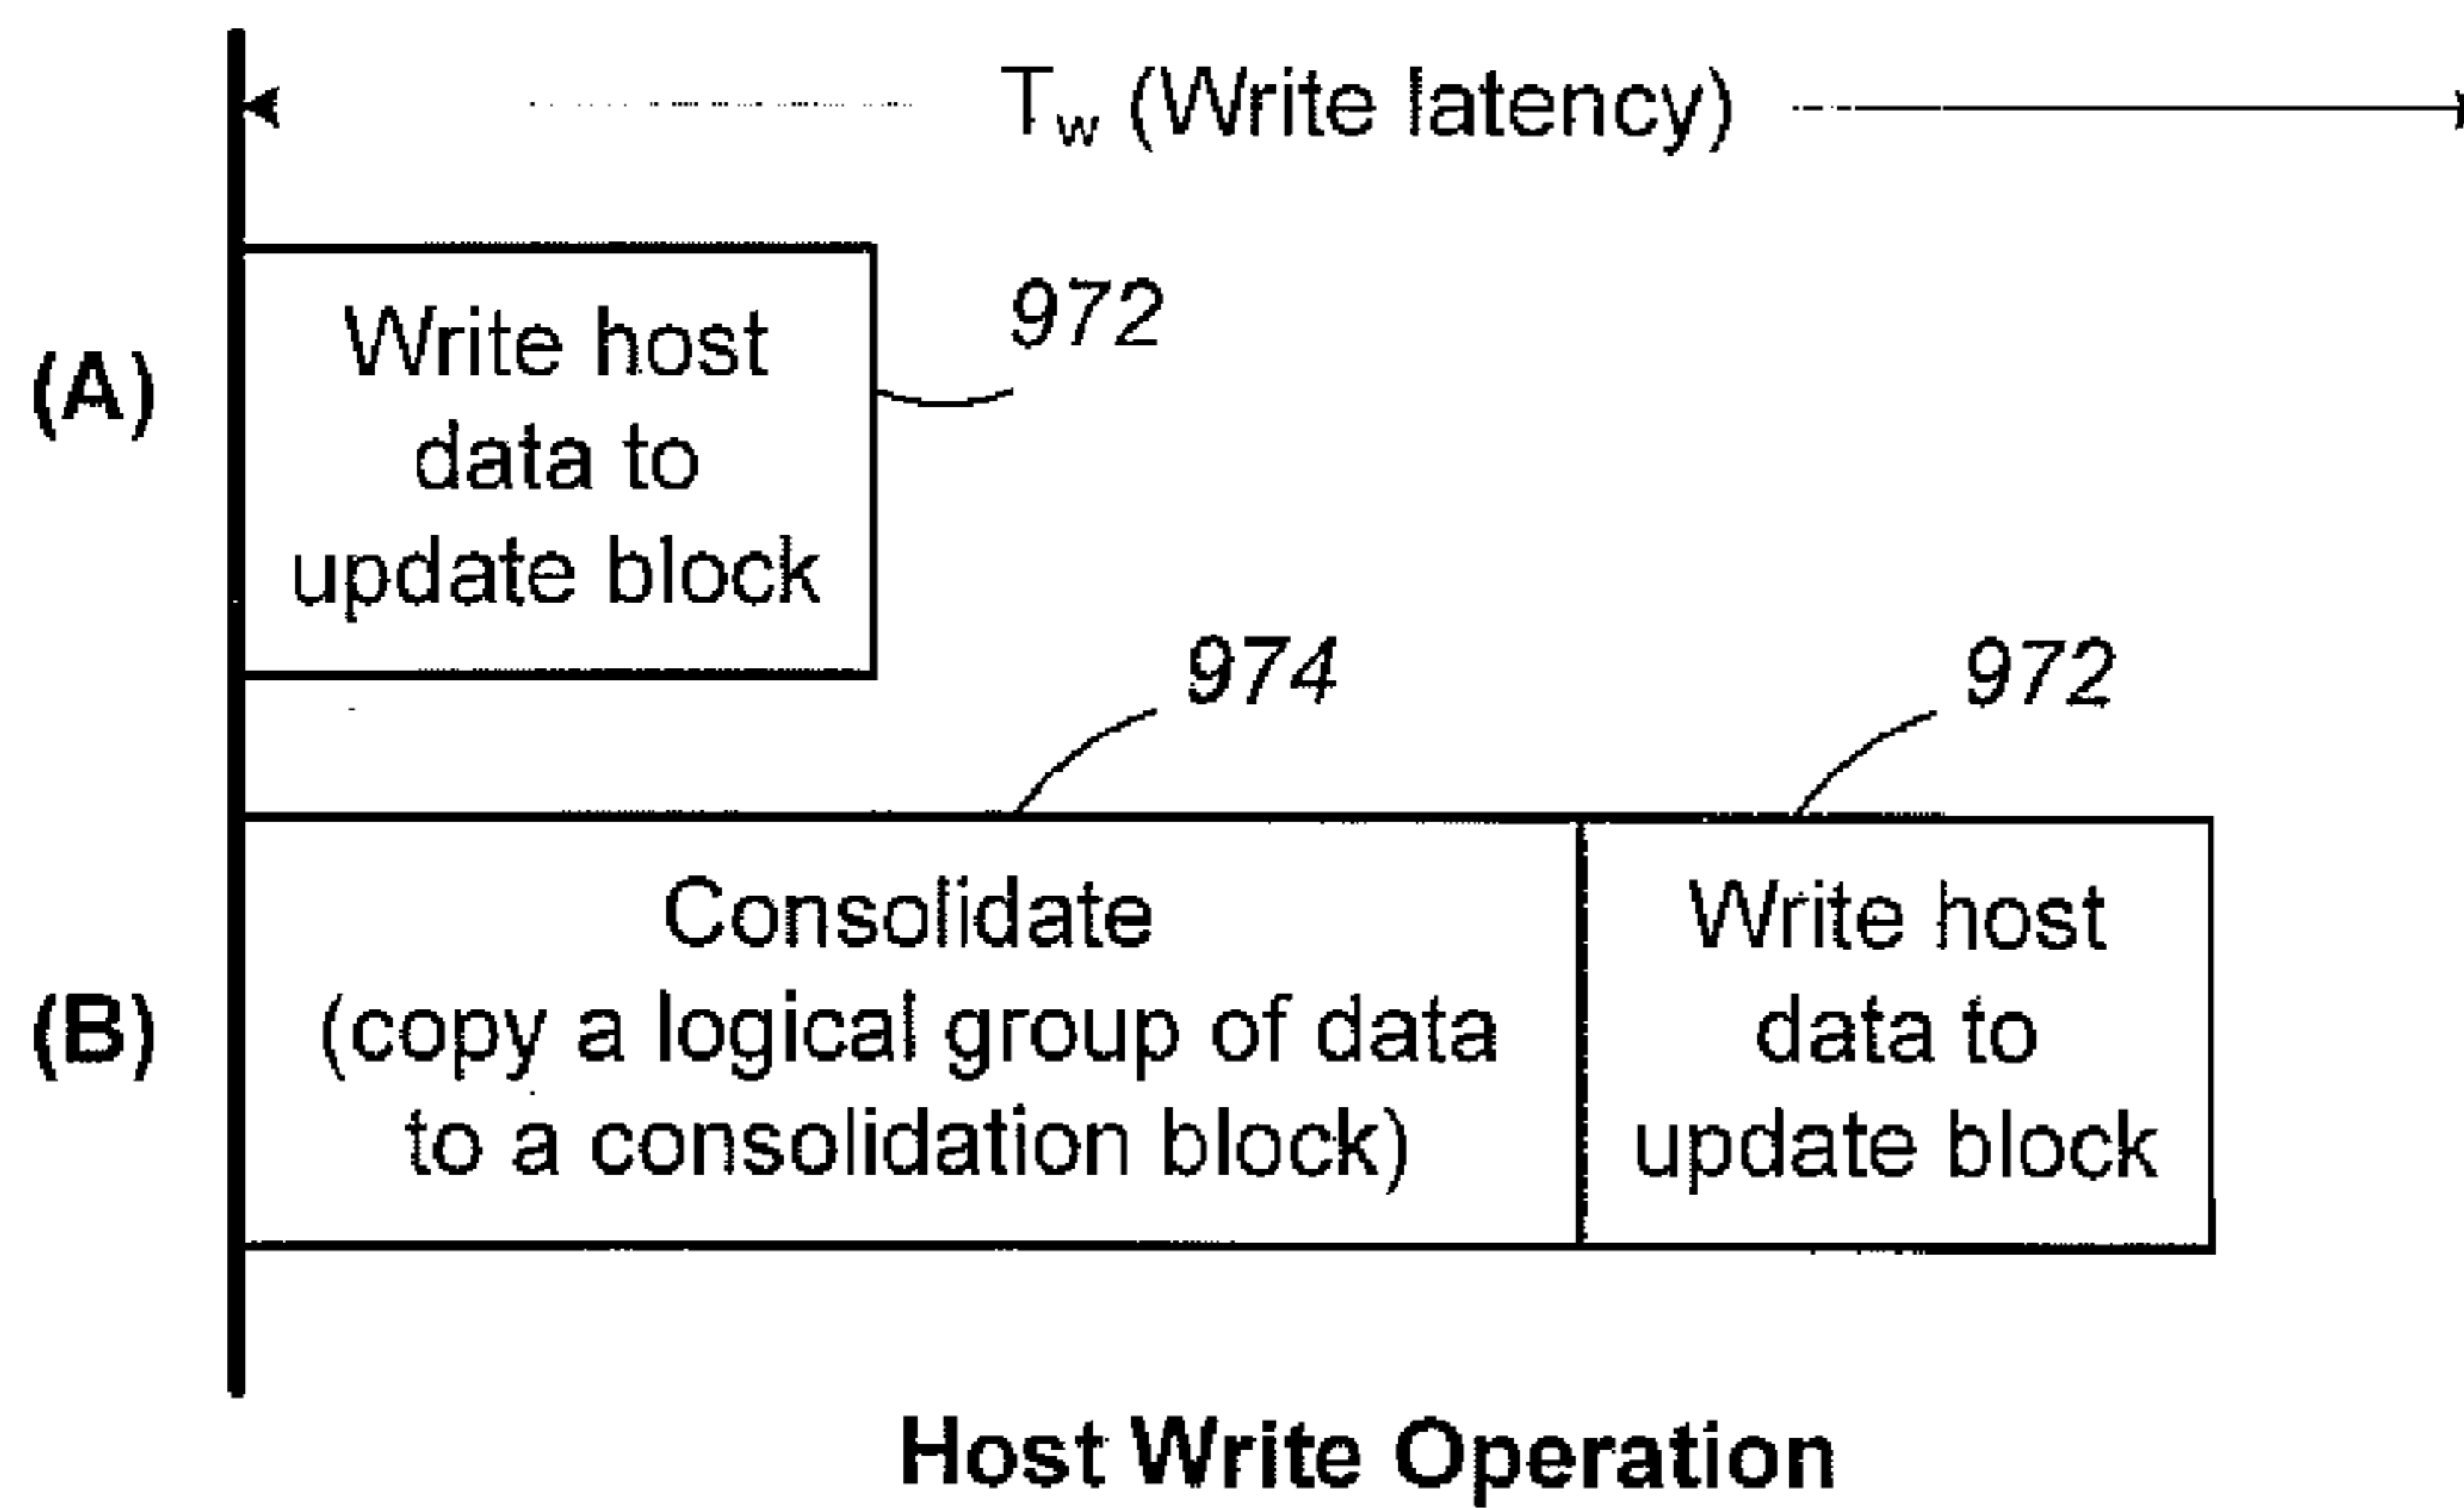 T_w (Write latency)
(A)
Write host
data to
update block
972
974
972
(B)
Consolidate
(copy a logical group of data
to a consolidation block)
Write host
data to
update block
Host Write Operation